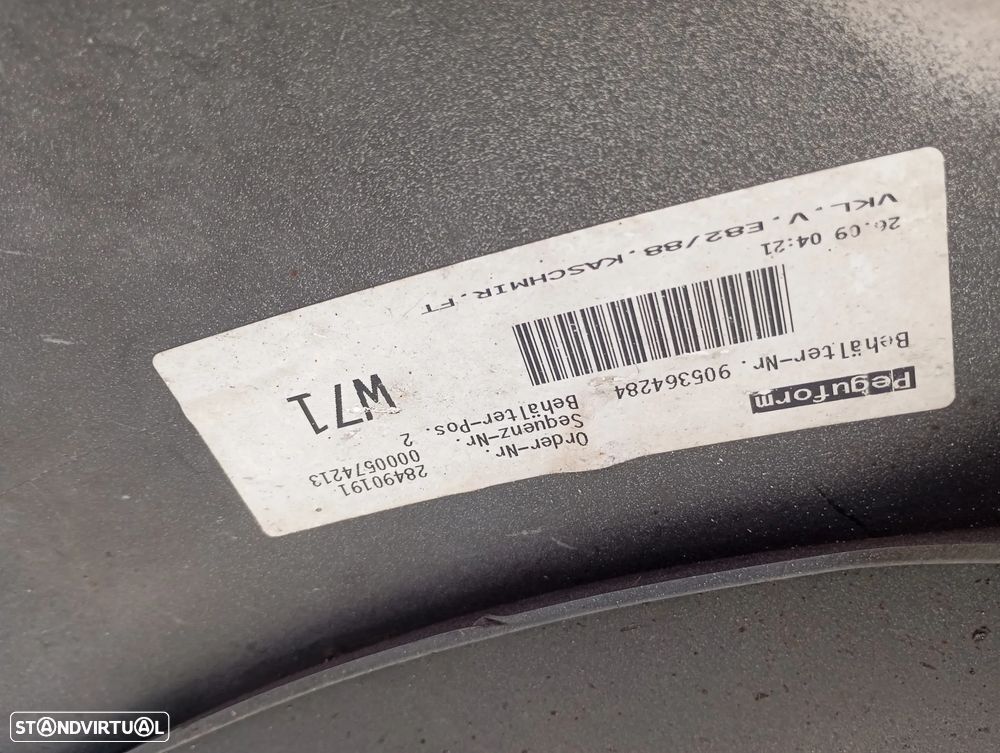 Peguform
Behälter-Nr. 905364284
Order-Nr. 28490191
Sequenz-Nr. 0000574213
Behälter-Pos. 2
W71
26.09 04:21
VKL.V.E82/88.KASCHMIR.FT
STANDVIRTUAL